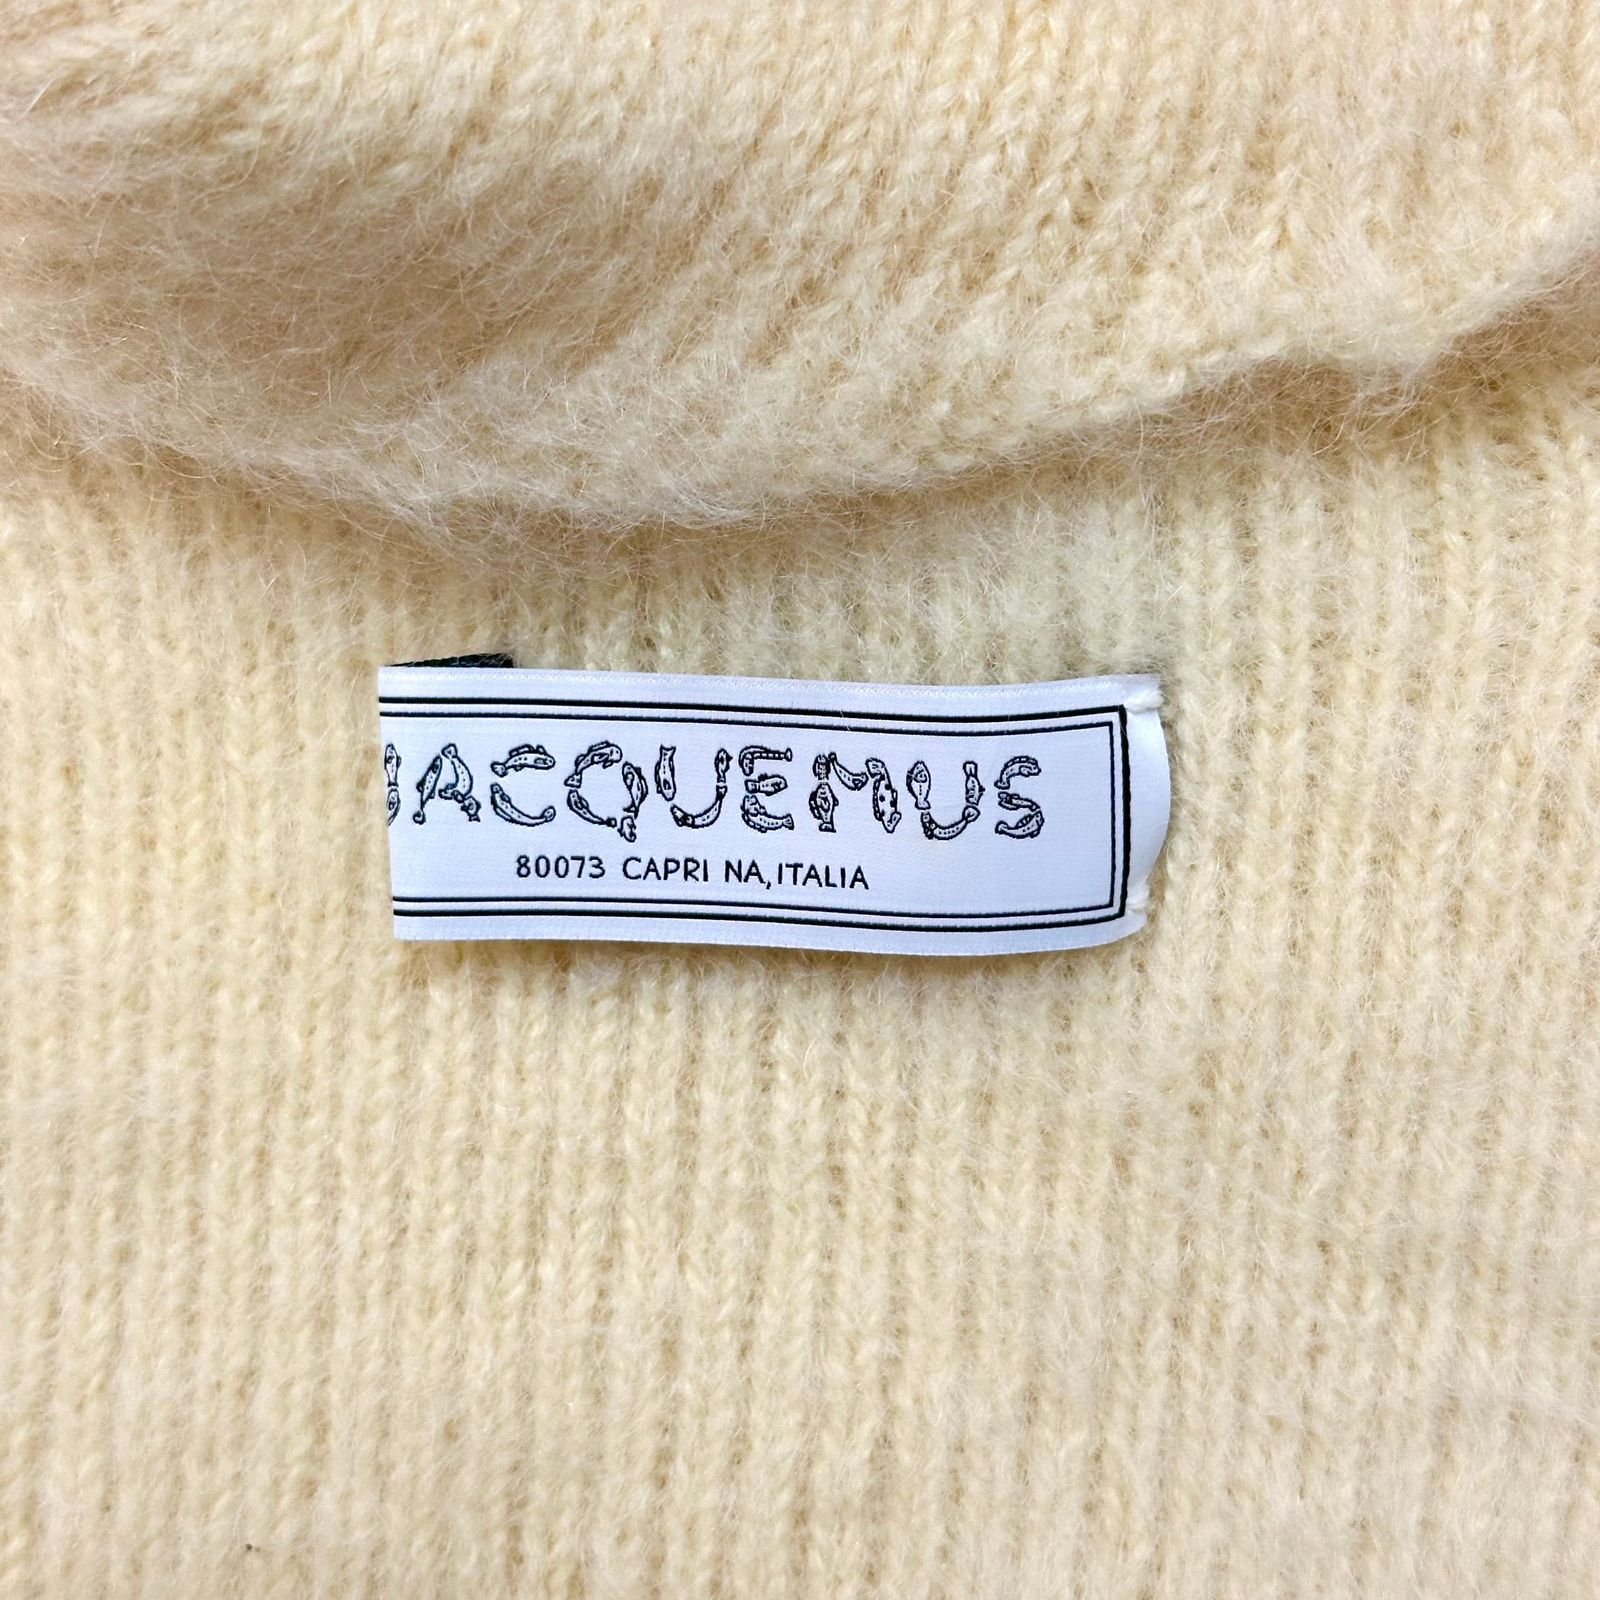 JACQUEMUS
80073 CAPRI NA, ITALIA